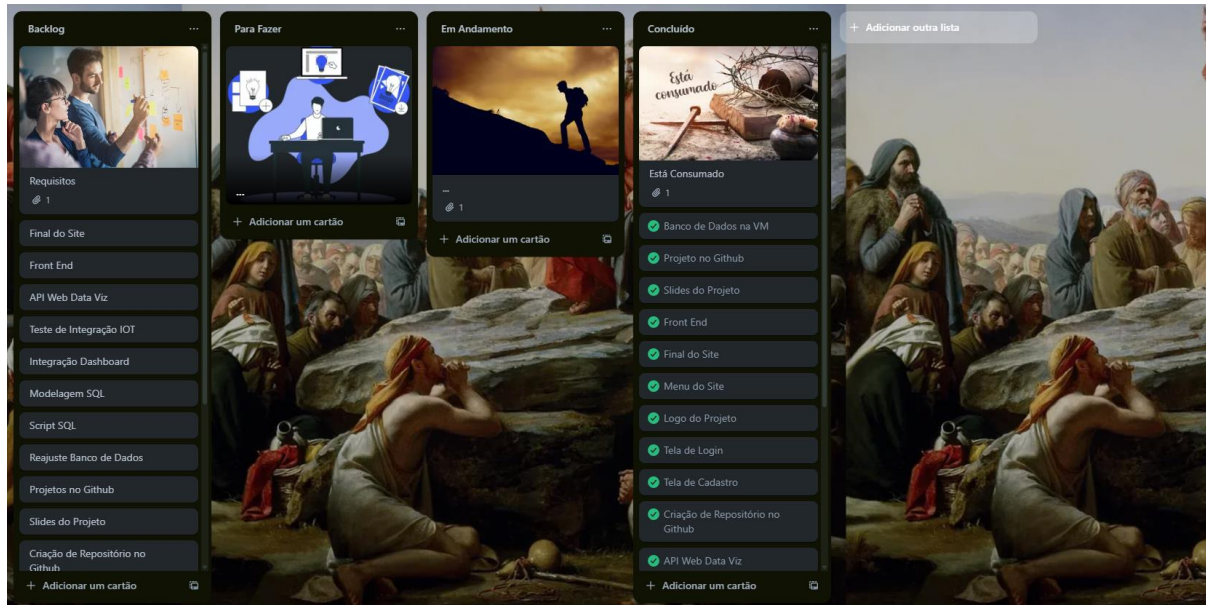 Backlog
Requisitos
1
Final do Site
Front End
API Web Data Viz
Teste de Integração IOT
Integração Dashboard
Modelagem SQL
Script SQL
Reajuste Banco de Dados
Projetos no Github
Slides do Projeto
Criação de Repositório no
Github
+ Adicionar um cartão
Para Fazer
...
+ Adicionar um cartão
Em Andamento
...
1
+ Adicionar um cartão
Concluído
Está
consumado
Está Consumado
1
Banco de Dados na VM
Projeto no Github
Slides do Projeto
Front End
Final do Site
Menu do Site
Logo do Projeto
Tela de Login
Tela de Cadastro
Criação de Repositório no
Github
API Web Data Viz
+ Adicionar um cartão
+ Adicionar outra lista